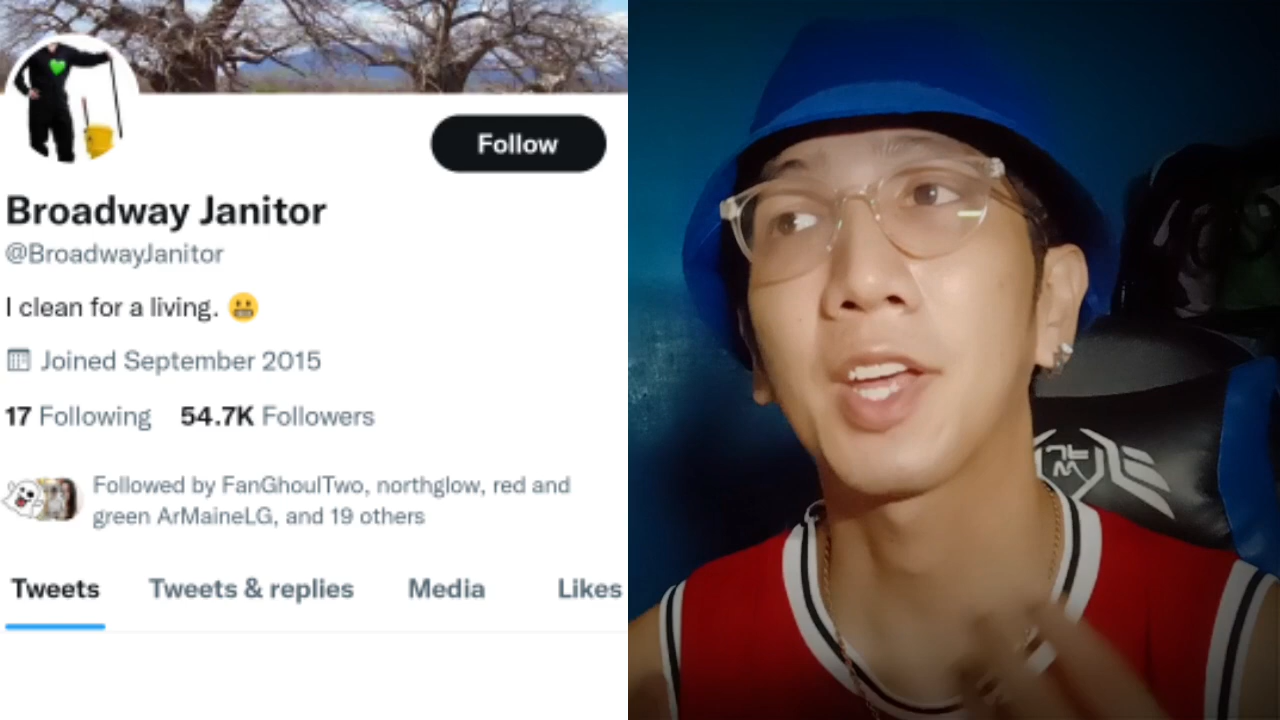 Follow
Broadway Janitor
@BroadwayJanitor
I clean for a living. 😬
Joined September 2015
17 Following 54.7K Followers
Followed by FanGhoulTwo, northglow, red and
green ArMaineLG, and 19 others
Tweets Tweets & replies Media Likes